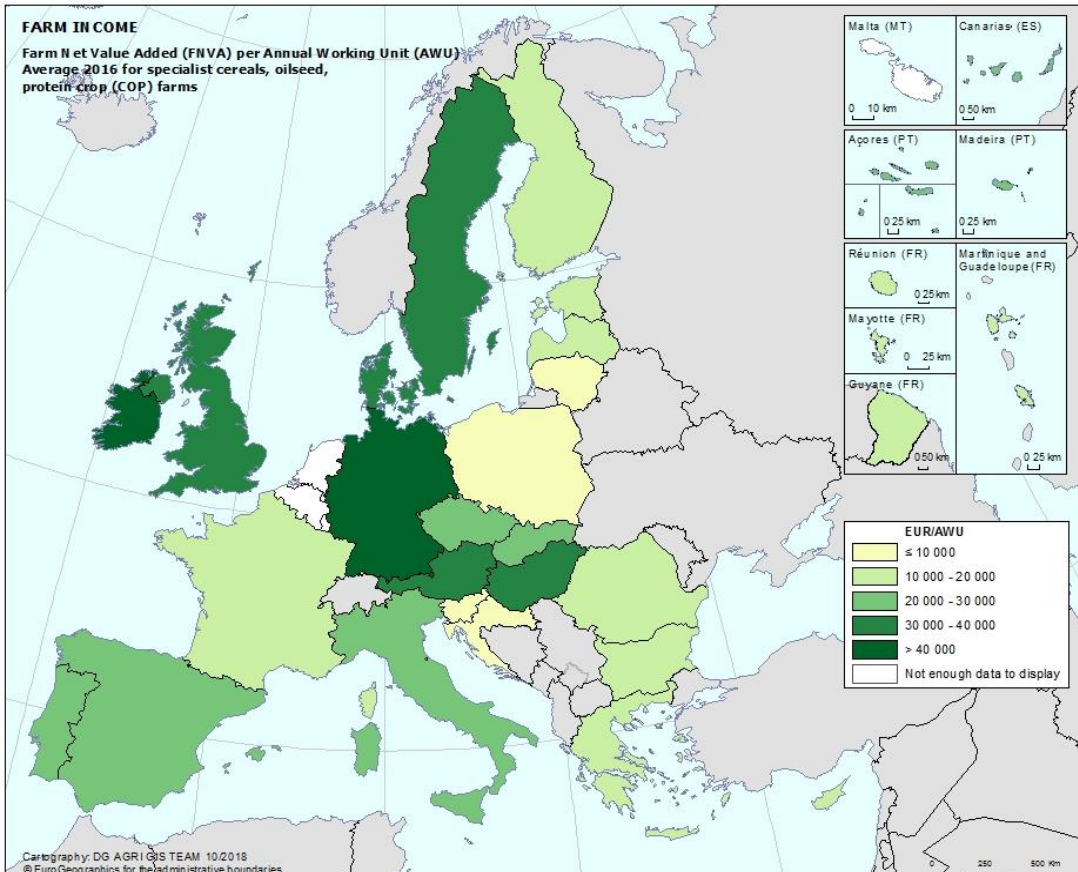 FARM INCOME
Farm Net Value Added (FNVA) per Annual Working Unit (AWU)
Average 2016 for specialist cereals, oilseed,
protein crop (COP) farms
Malta (MT)
0 10 km
Canarias (ES)
0 50 km
Açores (PT)
0 25 km
Madeira (PT)
0 25 km
Réunion (FR)
0 25 km
Mayotte (FR)
0 25 km
Guyane (FR)
0 50 km
Martinique and
Guadeloupe (FR)
0 25 km
EUR/AWU
≤ 10 000
10 000 - 20 000
20 000 - 30 000
30 000 - 40 000
> 40 000
Not enough data to display
Cartography: DG AGRI GIS TEAM 10/2018
© EuroGeographics for the administrative boundaries
0 250 500 Km